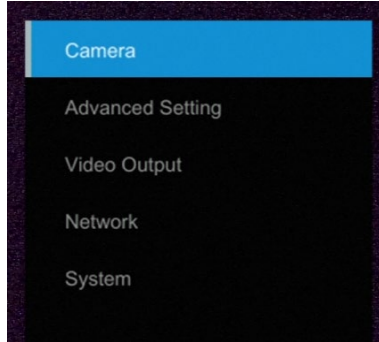 Camera
Advanced Setting
Video Output
Network
System